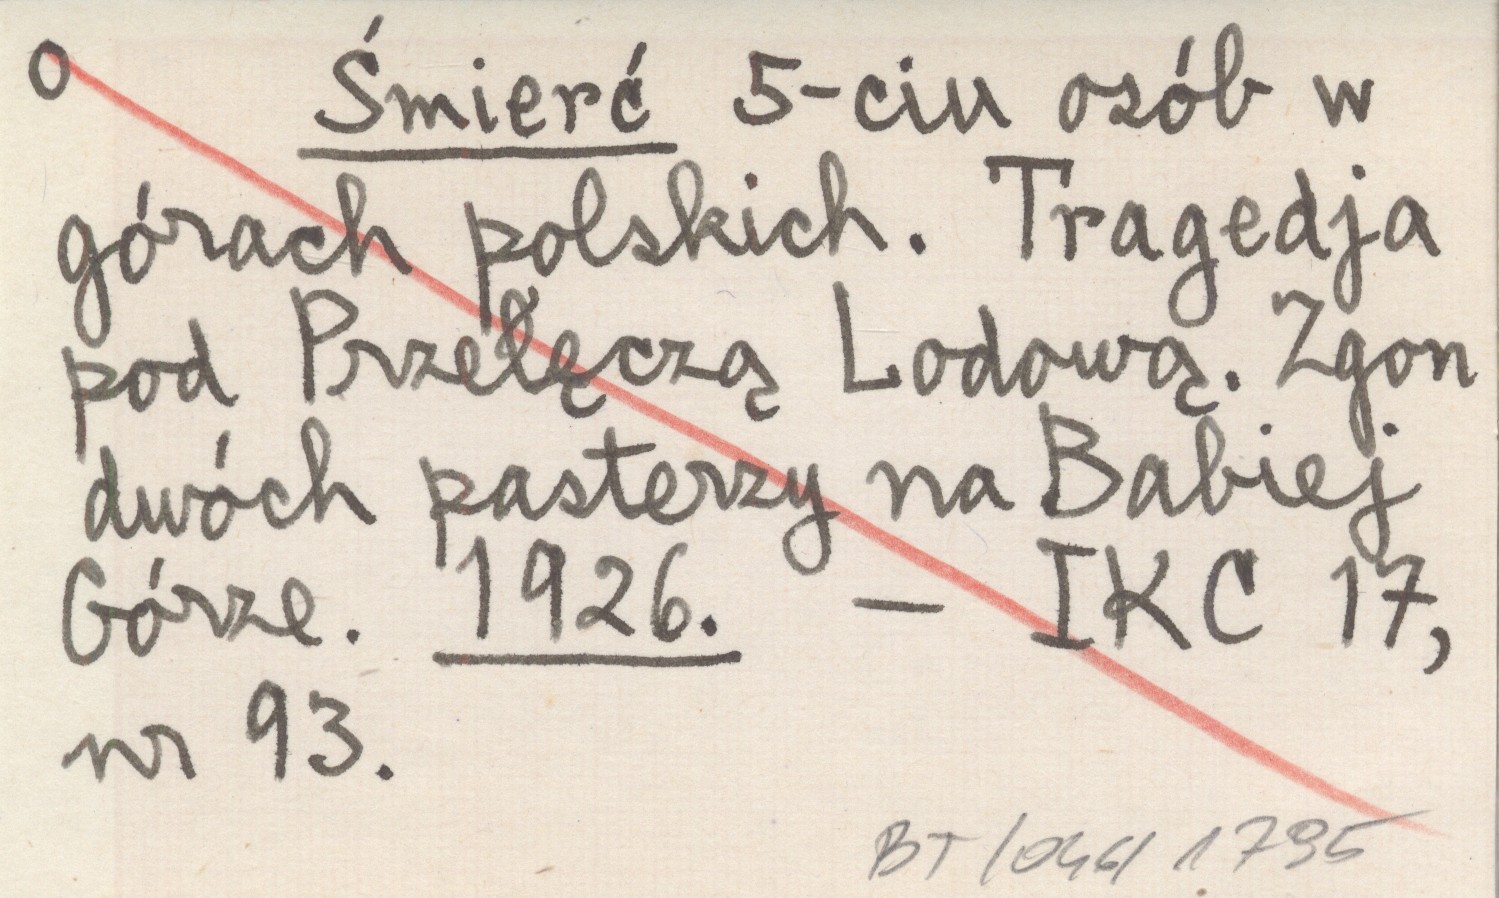 o Śmierć 5-ciu osób w
górach polskich. Tragedja
pod Przełęczą Lodową. Zgon
dwóch pasterzy na Babiej
Górze. 1926. — IKC 17,
nr 93.
BT/046/1795